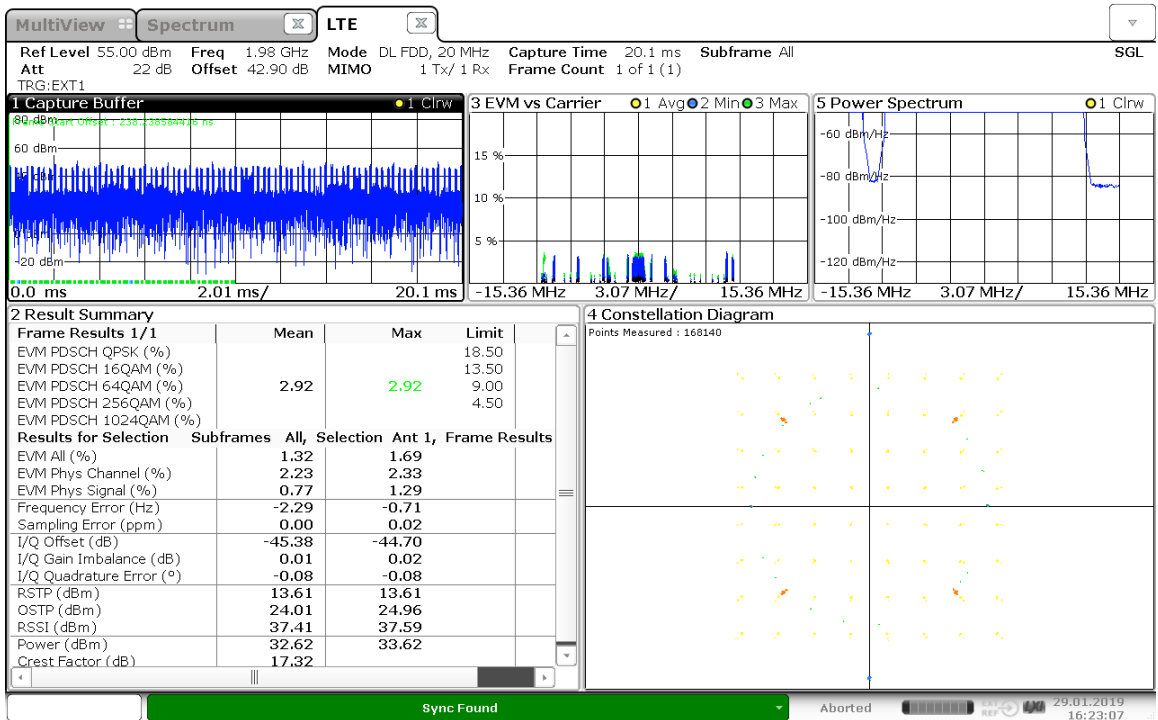 MultiView Spectrum LTE
Ref Level 55.00 dBm Freq 1.98 GHz Mode DL FDD, 20 MHz Capture Time 20.1 ms Subframe All SGL
Att 22 dB Offset 42.90 dB MIMO 1 Tx/ 1 Rx Frame Count 1 of 1 (1)
TRG:EXT1
1 Capture Buffer 1 Clrw
80 dBm
Frame Start Offset : 238.238584416 ms
60 dBm
-20 dBm
0.0 ms 2.01 ms/ 20.1 ms
3 EVM vs Carrier 1 Avg 2 Min 3 Max
15 %
10 %
5 %
-15.36 MHz 3.07 MHz/ 15.36 MHz
5 Power Spectrum 1 Clrw
-60 dBm/Hz
-80 dBm/Hz
-100 dBm/Hz
-120 dBm/Hz
-15.36 MHz 3.07 MHz/ 15.36 MHz
2 Result Summary
Frame Results 1/1 Mean Max Limit
EVM PDSCH QPSK (%) 18.50
EVM PDSCH 16QAM (%) 13.50
EVM PDSCH 64QAM (%) 2.92 2.92 9.00
EVM PDSCH 256QAM (%) 4.50
EVM PDSCH 1024QAM (%)
Results for Selection Subframes All, Selection Ant 1, Frame Results
EVM All (%) 1.32 1.69
EVM Phys Channel (%) 2.23 2.33
EVM Phys Signal (%) 0.77 1.29
Frequency Error (Hz) -2.29 -0.71
Sampling Error (ppm) 0.00 0.02
I/Q Offset (dB) -45.38 -44.70
I/Q Gain Imbalance (dB) 0.01 0.02
I/Q Quadrature Error (°) -0.08 -0.08
RSTP (dBm) 13.61 13.61
OSTP (dBm) 24.01 24.96
RSSI (dBm) 37.41 37.59
Power (dBm) 32.62 33.62
Crest Factor (dB) 17.32
4 Constellation Diagram
Points Measured : 168140
Sync Found
Aborted
EXT
REF
LXI
29.01.2019
16:23:07